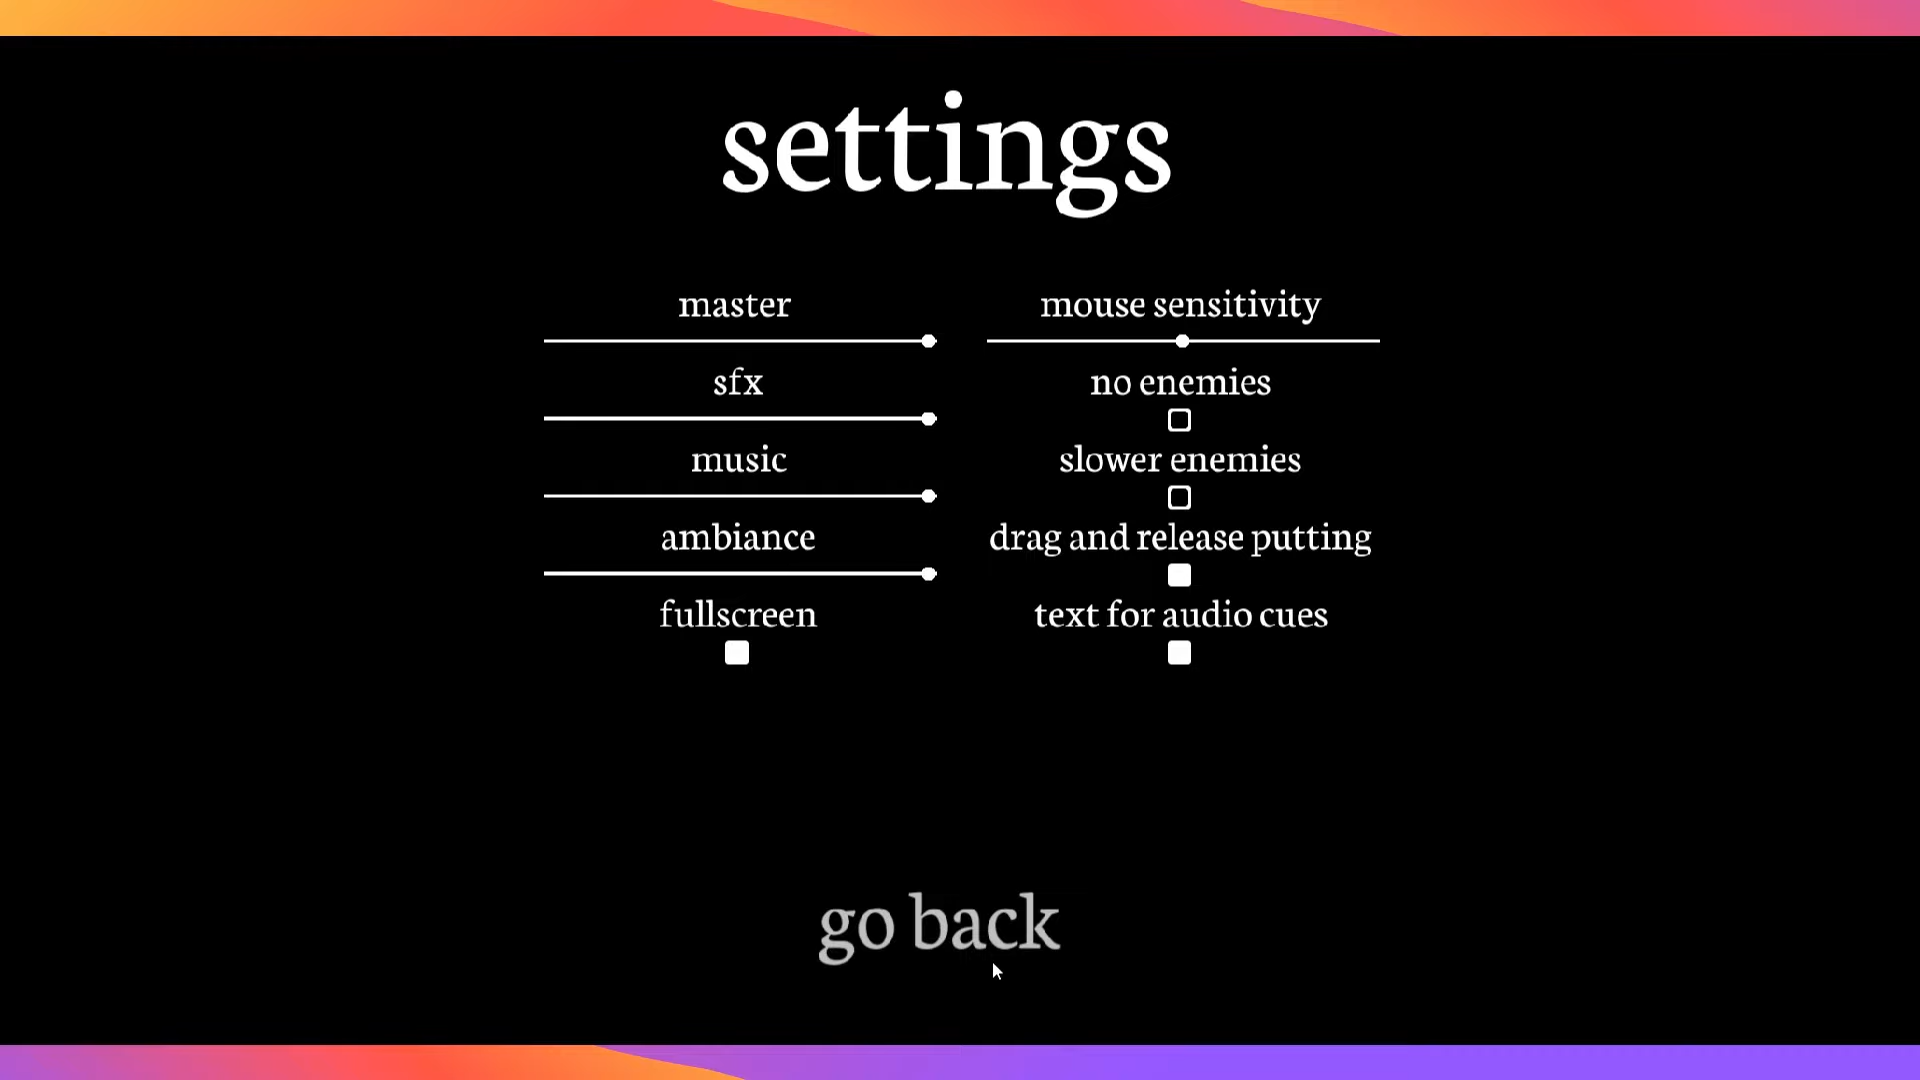 settings
master
sfx
music
ambiance
fullscreen
mouse sensitivity
no enemies
slower enemies
drag and release putting
text for audio cues
go back